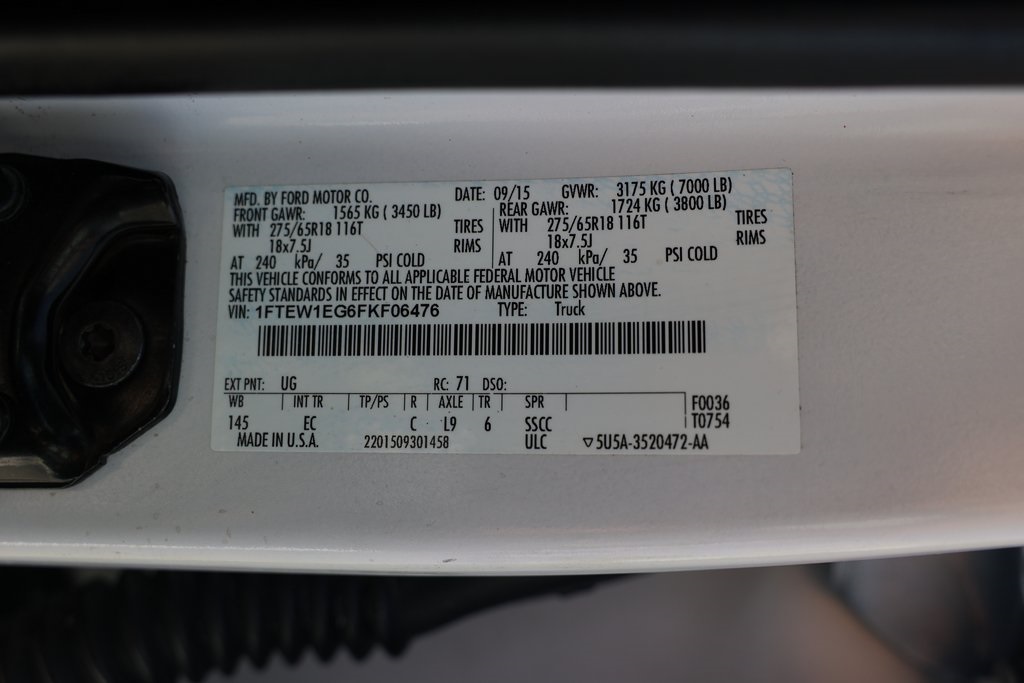 MFD. BY FORD MOTOR CO. DATE: 09/15 GVWR: 3175 KG ( 7000 LB)
FRONT GAWR: 1565 KG ( 3450 LB) REAR GAWR: 1724 KG ( 3800 LB)
WITH 275/65R18 116T TIRES WITH 275/65R18 116T TIRES
18x7.5J RIMS 18x7.5J RIMS
AT 240 kPa/ 35 PSI COLD AT 240 kPa/ 35 PSI COLD
THIS VEHICLE CONFORMS TO ALL APPLICABLE FEDERAL MOTOR VEHICLE
SAFETY STANDARDS IN EFFECT ON THE DATE OF MANUFACTURE SHOWN ABOVE.
VIN: 1FTEW1EG6FKF06476 TYPE: Truck
EXT PNT: UG RC: 71 DSO:
WB INT TR TP/PS R AXLE TR SPR F0036
145 EC C L9 6 SSCC T0754
MADE IN U.S.A. 2201509301458 ULC ▽5U5A-3520472-AA